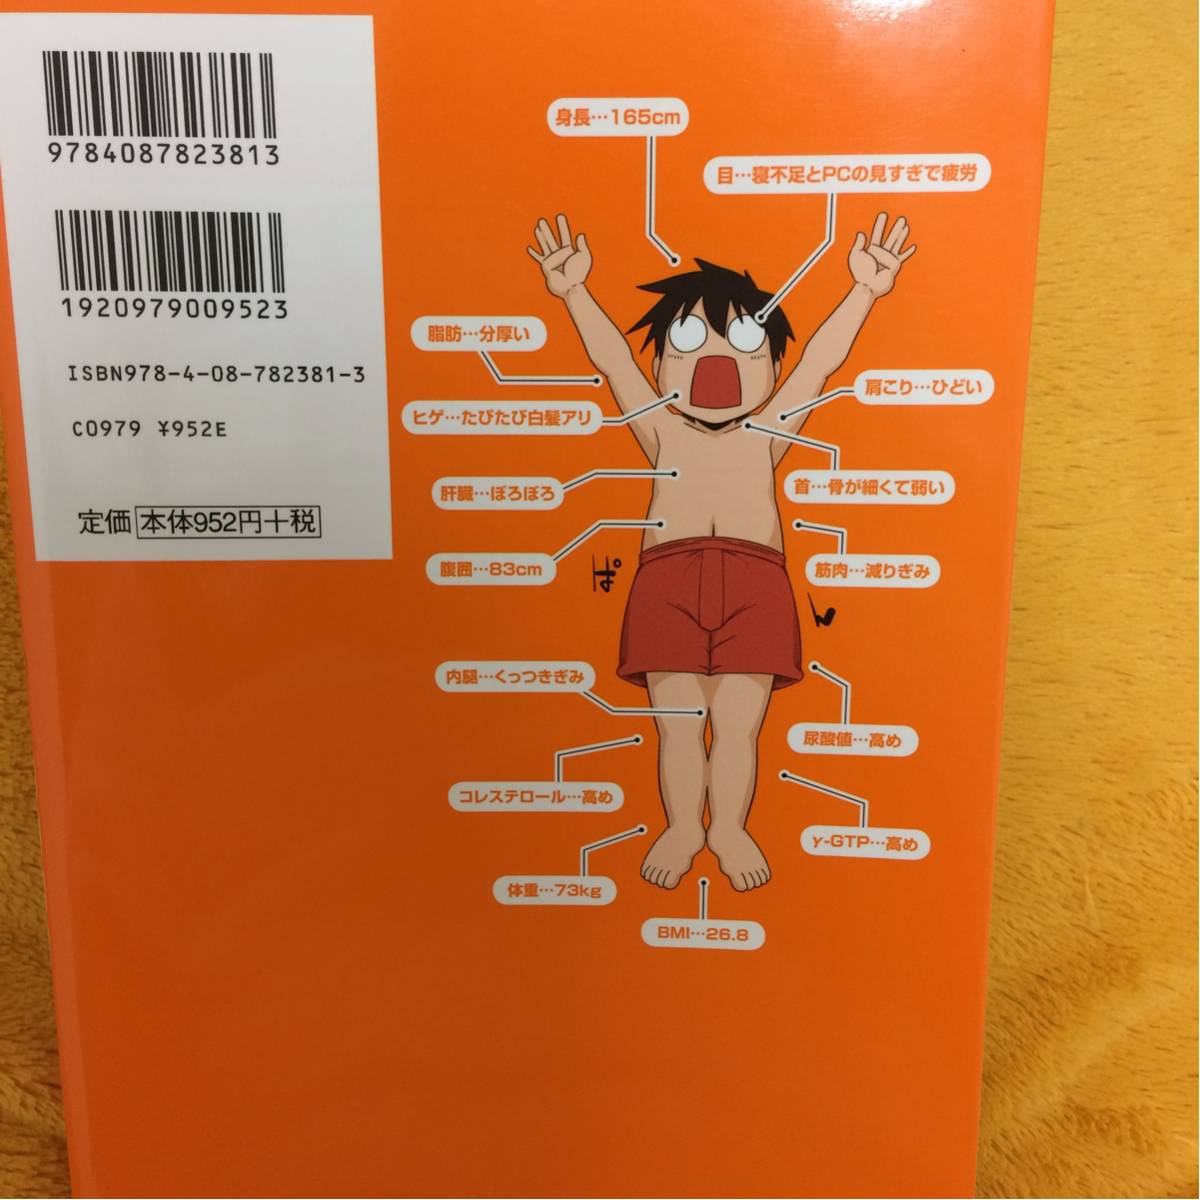 9784087823813
1920979009523
ISBN978-4-08-782381-3
C0979 ¥952E
定価 本体952円+税
身長…165cm
目…寝不足とPCの見すぎで疲労
脂肪…分厚い
肩こり…ひどい
ヒゲ…たびたび白髪アリ
肝臓…ぼろぼろ
首…骨が細くて弱い
腹囲…83cm
筋肉…減りぎみ
ぱ
ん
内腿…くっつきぎみ
尿酸値…高め
コレステロール…高め
γ-GTP…高め
体重…73kg
BMI…26.8